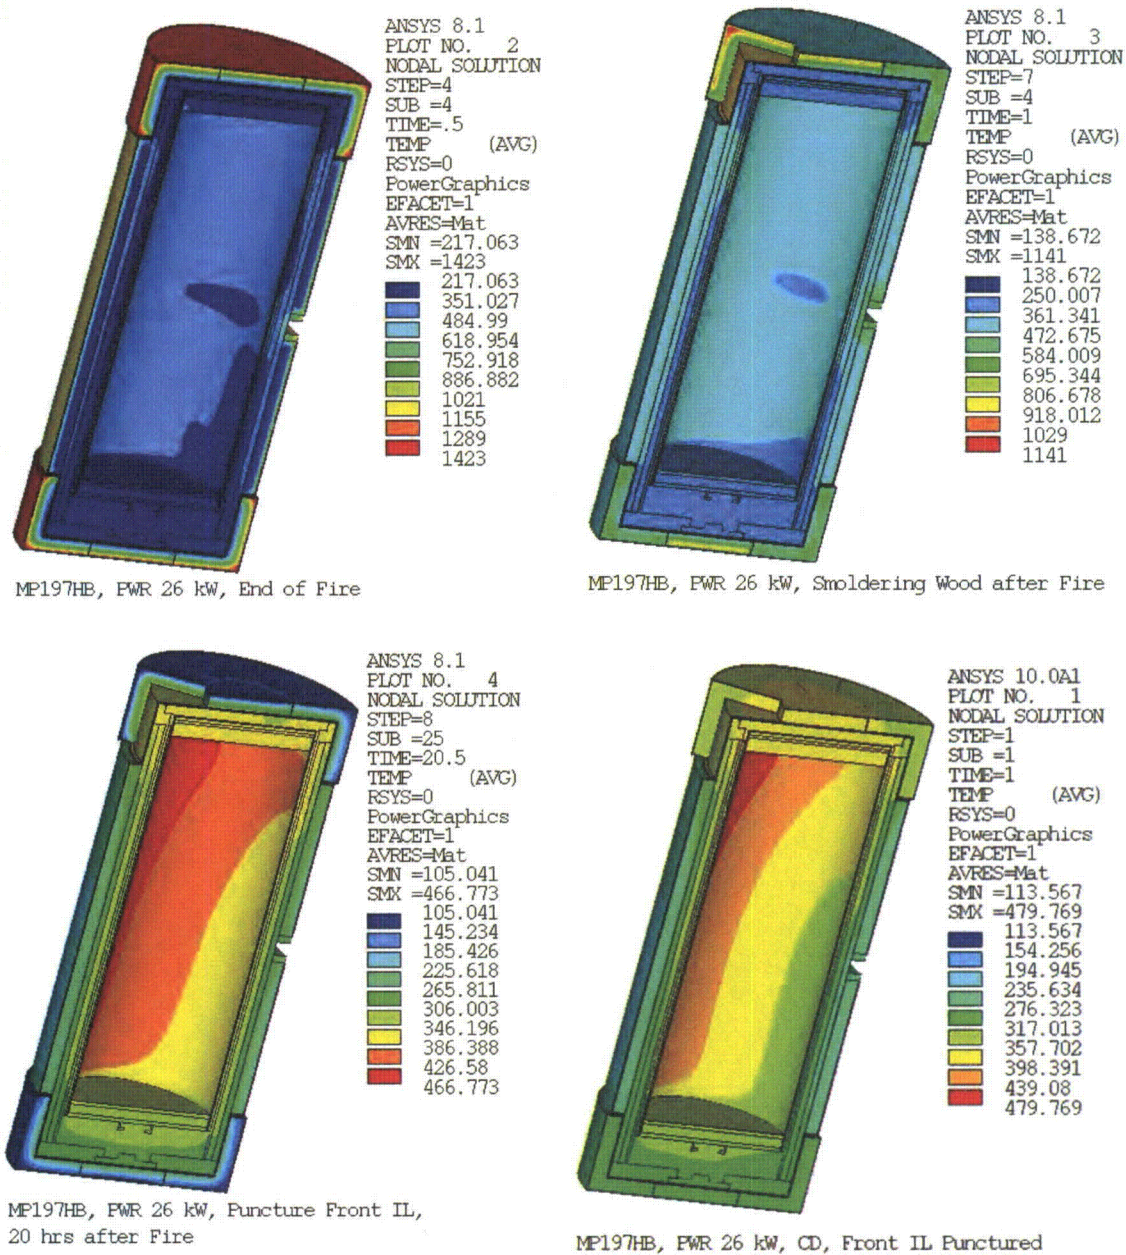 ANSYS 8.1
PLOT NO. 2
NODAL SOLUTION
STEP=4
SUB =4
TIME=.5
TEMP (AVG)
RSYS=0
PowerGraphics
EFACET=1
AVRES=Mat
SMN =217.063
SMX =1423
217.063
351.027
484.99
618.954
752.918
886.882
1021
1155
1289
1423
MP197HB, PWR 26 kW, End of Fire
ANSYS 8.1
PLOT NO. 3
NODAL SOLUTION
STEP=7
SUB =4
TIME=1
TEMP (AVG)
RSYS=0
PowerGraphics
EFACET=1
AVRES=Mat
SMN =138.672
SMX =1141
138.672
250.007
361.341
472.675
584.009
695.344
806.678
918.012
1029
1141
MP197HB, PWR 26 kW, Smoldering Wood after Fire
ANSYS 8.1
PLOT NO. 4
NODAL SOLUTION
STEP=8
SUB =25
TIME=20.5
TEMP (AVG)
RSYS=0
PowerGraphics
EFACET=1
AVRES=Mat
SMN =105.041
SMX =466.773
105.041
145.234
185.426
225.618
265.811
306.003
346.196
386.388
426.58
466.773
MP197HB, PWR 26 kW, Puncture Front IL,
20 hrs after Fire
ANSYS 10.0A1
PLOT NO. 1
NODAL SOLUTION
STEP=1
SUB =1
TIME=1
TEMP (AVG)
RSYS=0
PowerGraphics
EFACET=1
AVRES=Mat
SMN =113.567
SMX =479.769
113.567
154.256
194.945
235.634
276.323
317.013
357.702
398.391
439.08
479.769
MP197HB, PWR 26 kW, CD, Front IL Punctured